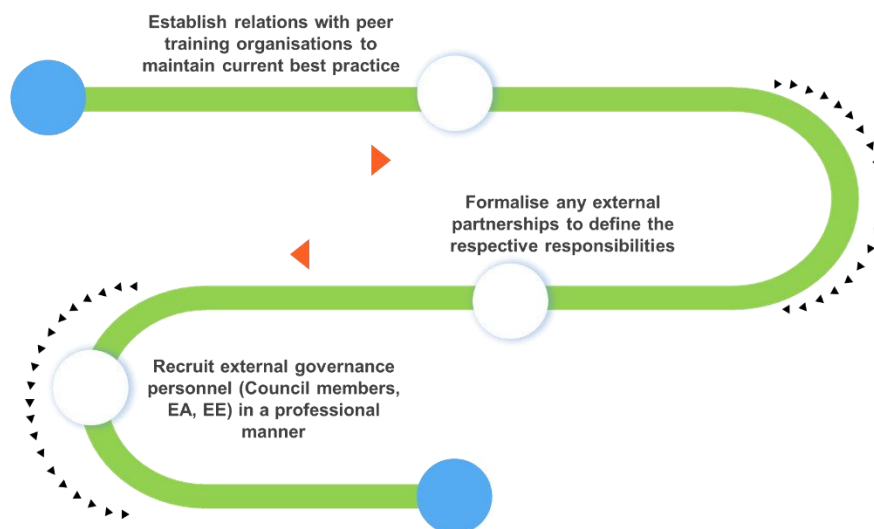 Establish relations with peer
training organisations to
maintain current best practice
Formalise any external
partnerships to define the
respective responsibilities
Recruit external governance
personnel (Council members,
EA, EE) in a professional
manner